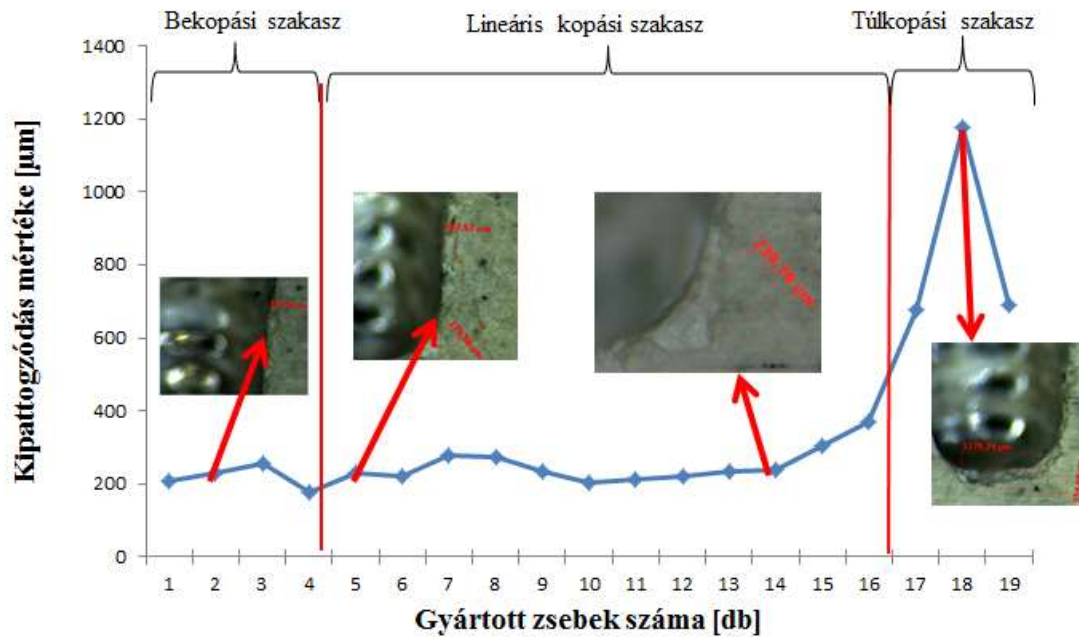 Bekopási szakasz
Lineáris kopási szakasz
Túlkopási szakasz
Kipattogzódás mértéke [µm]
1400
1200
1000
800
600
400
200
0
1 2 3 4 5 6 7 8 9 10 11 12 13 14 15 16 17 18 19
Gyártott zsebek száma [db]